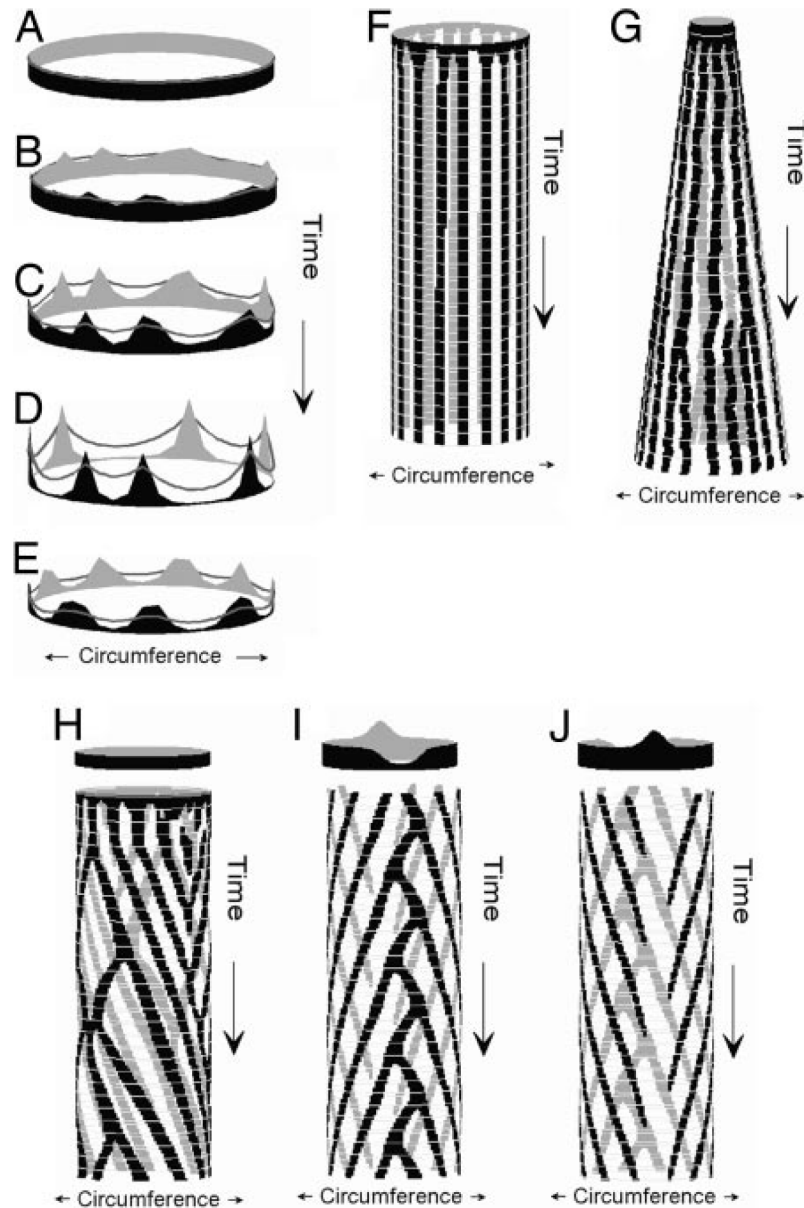 A
B
C
D
E
Time
← Circumference →
F
Time
← Circumference →
G
Time
← Circumference →
H
Time
← Circumference →
I
Time
← Circumference →
J
Time
← Circumference →